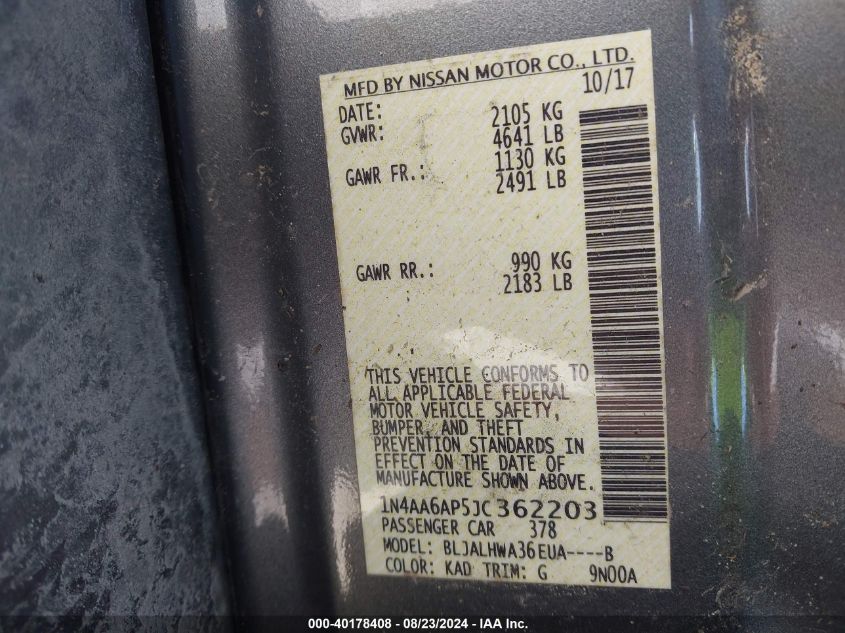 MFD BY NISSAN MOTOR CO., LTD.
DATE: 10/17
GVWR: 2105 KG
4641 LB
GAWR FR.: 1130 KG
2491 LB
GAWR RR.: 990 KG
2183 LB
THIS VEHICLE CONFORMS TO
ALL APPLICABLE FEDERAL
MOTOR VEHICLE SAFETY,
BUMPER, AND THEFT
PREVENTION STANDARDS IN
EFFECT ON THE DATE OF
MANUFACTURE SHOWN ABOVE.
1N4AA6AP5JC362203
PASSENGER CAR 378
MODEL: BLJALHWA36EUA----B
COLOR: KAD TRIM: G 9N00A
000-40178408 - 08/23/2024 - IAA Inc.